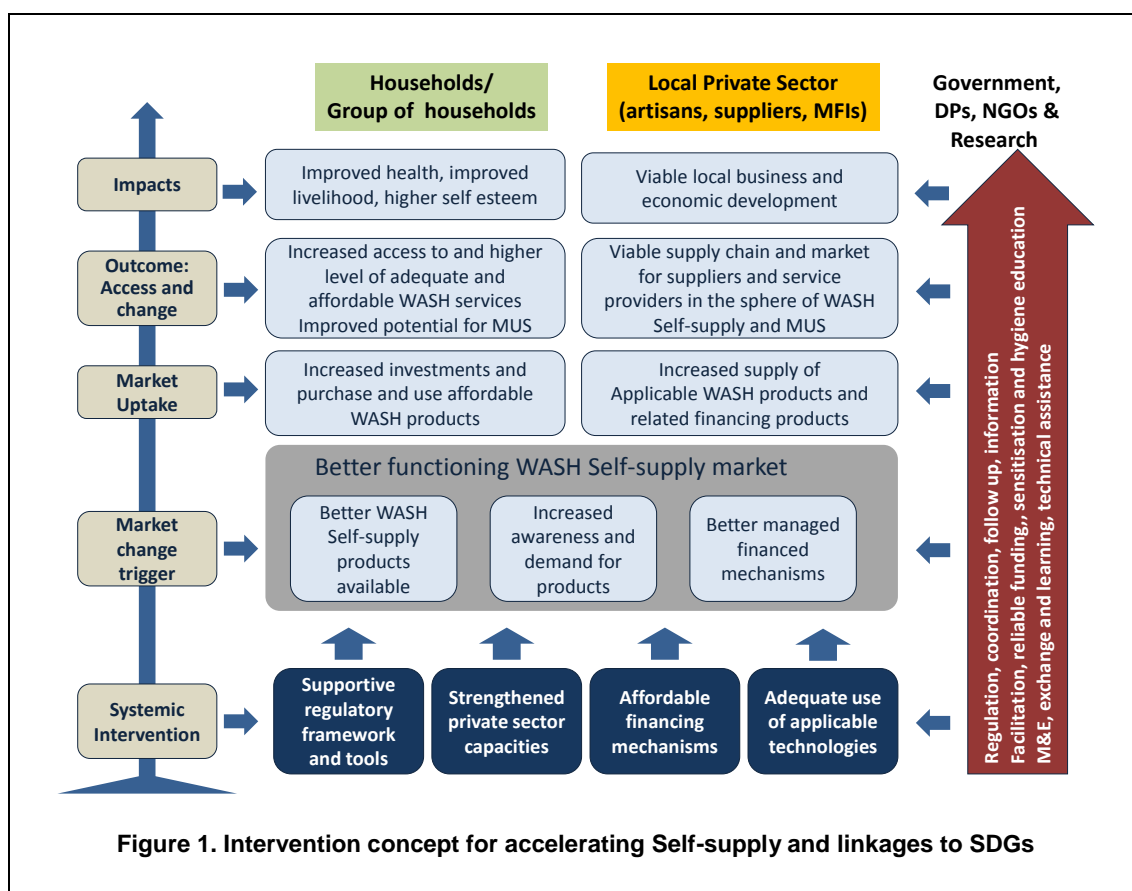 Households/
Group of households
Local Private Sector
(artisans, suppliers, MFIs)
Government,
DPs, NGOs &
Research
Impacts
Improved health, improved
livelihood, higher self esteem
Viable local business and
economic development
Outcome:
Access and
change
Increased access to and higher
level of adequate and
affordable WASH services
Improved potential for MUS
Viable supply chain and market
for suppliers and service
providers in the sphere of WASH
Self-supply and MUS
Market
Uptake
Increased investments and
purchase and use affordable
WASH products
Increased supply of
Applicable WASH products and
related financing products
Market
change
trigger
Better functioning WASH Self-supply market
Better WASH
Self-supply
products
available
Increased
awareness and
demand for
products
Better managed
financed
mechanisms
Systemic
Intervention
Supportive
regulatory
framework
and tools
Strengthened
private sector
capacities
Affordable
financing
mechanisms
Adequate use
of applicable
technologies
Regulation, coordination, follow up, information
Facilitation, reliable funding,, sensitisation and hygiene education
M&E, exchange and learning, technical assistance
Figure 1. Intervention concept for accelerating Self-supply and linkages to SDGs